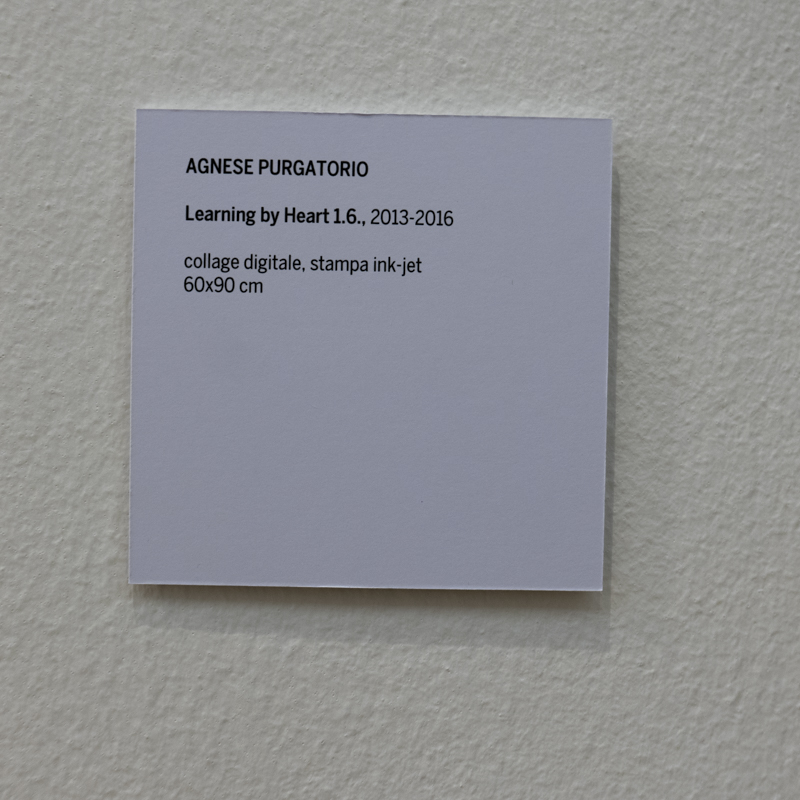 AGNESE PURGATORIO
Learning by Heart 1.6., 2013-2016
collage digitale, stampa ink-jet
60x90 cm